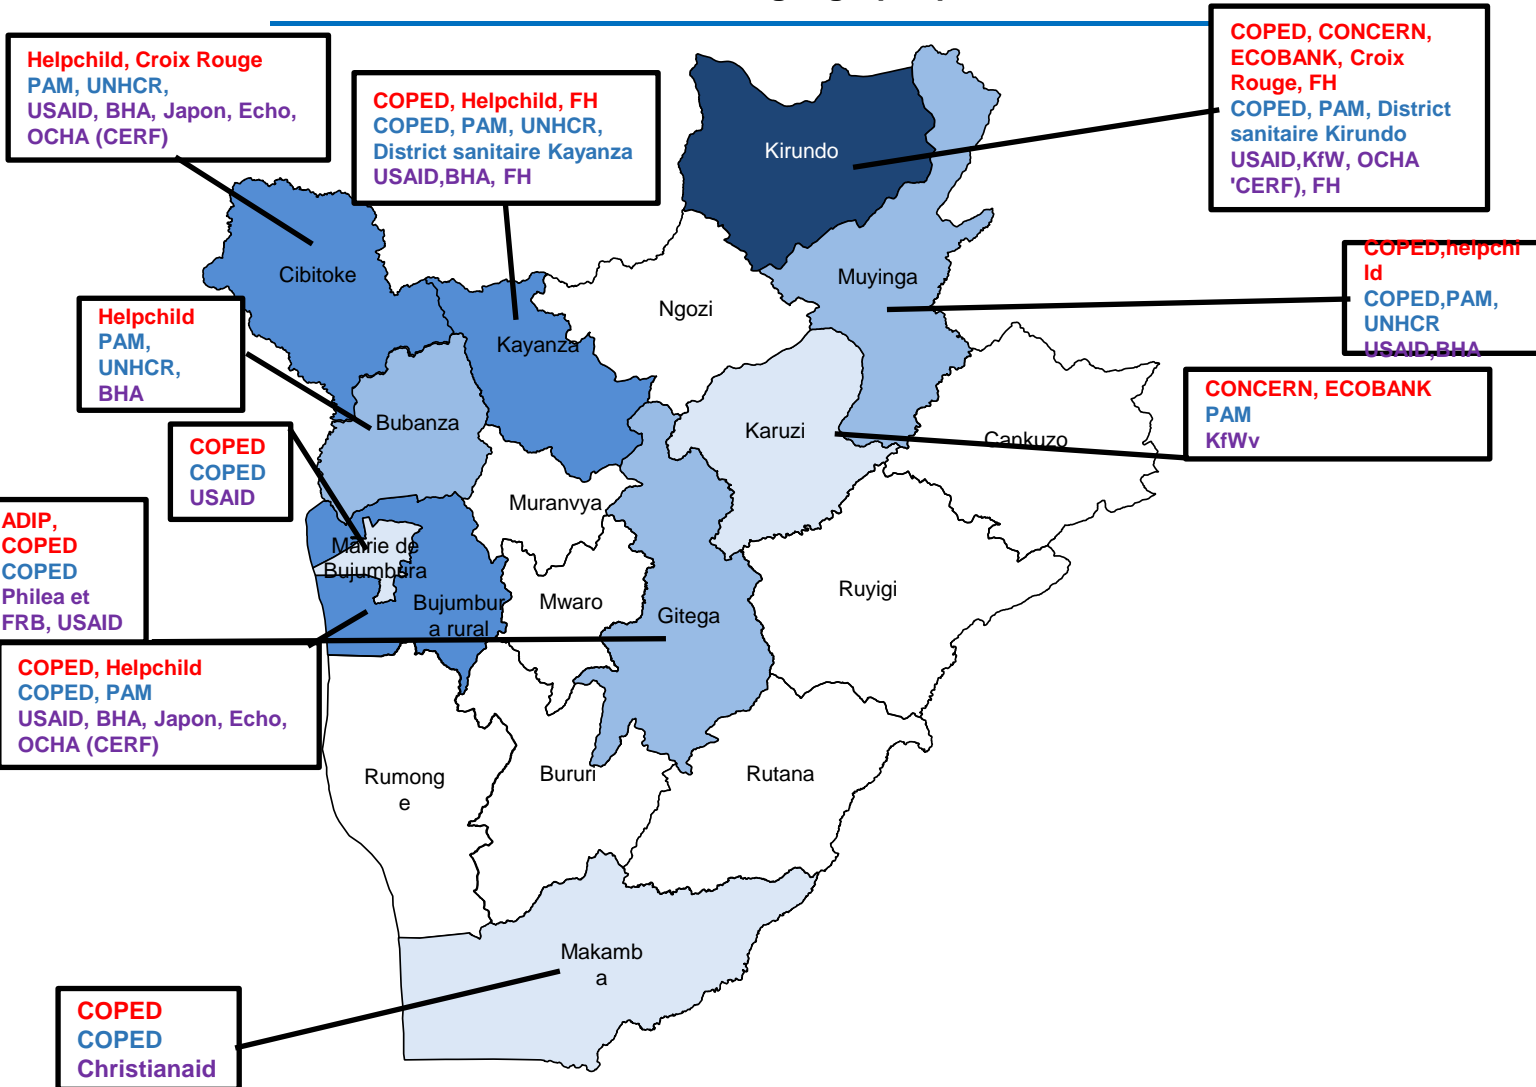 Helpchild, Croix Rouge
PAM, UNHCR,
USAID, BHA, Japon, Echo,
OCHA (CERF)
COPED, Helpchild, FH
COPED, PAM, UNHCR,
District sanitaire Kayanza
USAID,BHA, FH
COPED, CONCERN,
ECOBANK, Croix
Rouge, FH
COPED, PAM, District
sanitaire Kirundo
USAID,KfW, OCHA
'CERF), FH
Kirundo
Cibitoke
Muyinga
Ngozi
COPED,helpchi
ld
COPED,PAM,
UNHCR
USAID,BHA
Helpchild
PAM,
UNHCR,
BHA
Kayanza
CONCERN, ECOBANK
PAM
KfWv
Bubanza
Karuzi
Cankuzo
COPED
COPED
USAID
Muranvya
ADIP,
COPED
COPED
Philea et
FRB, USAID
Mairie de
Bujumbura
Bujumbur
a rural
Mwaro
Gitega
Ruyigi
COPED, Helpchild
COPED, PAM
USAID, BHA, Japon, Echo,
OCHA (CERF)
Rumong
e
Bururi
Rutana
Makamb
a
COPED
COPED
Christianaid